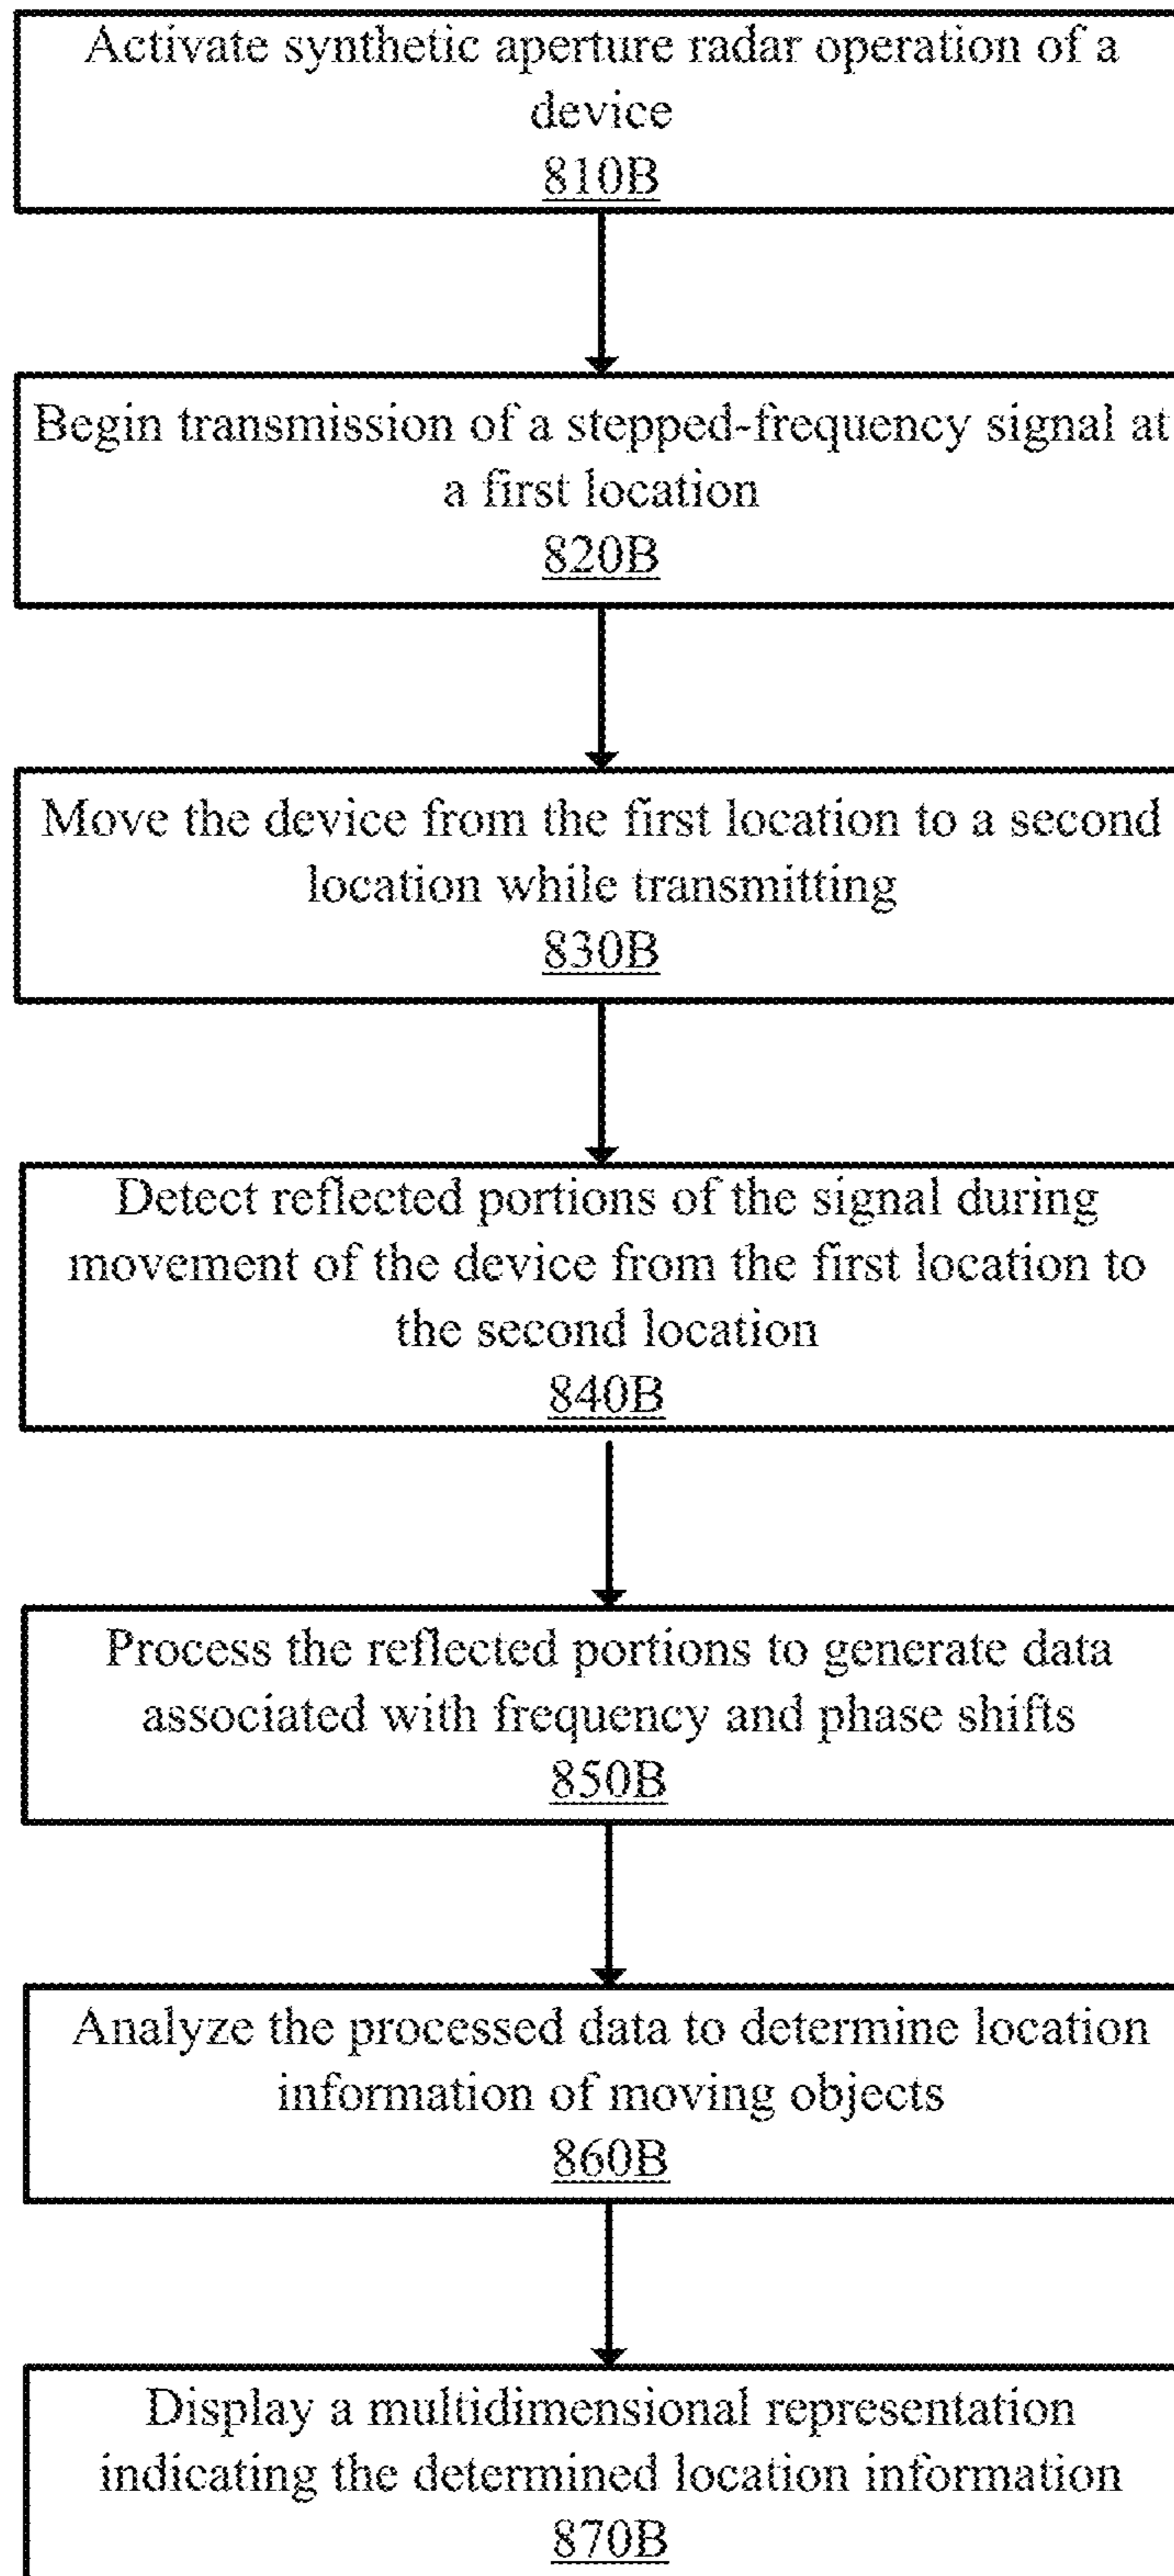 Activate synthetic aperture radar operation of a
device
810B
Begin transmission of a stepped-frequency signal at
a first location
820B
Move the device from the first location to a second
location while transmitting
830B
Detect reflected portions of the signal during
movement of the device from the first location to
the second location
840B
Process the reflected portions to generate data
associated with frequency and phase shifts
850B
Analyze the processed data to determine location
information of moving objects
860B
Display a multidimensional representation
indicating the determined location information
870B